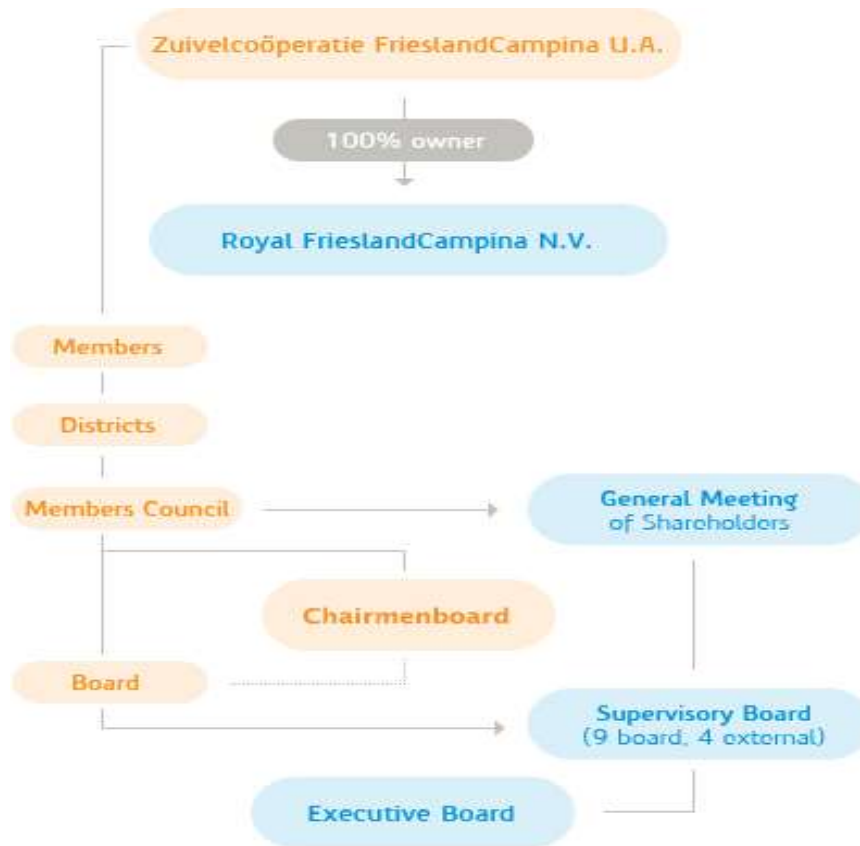 Zuivelcoöperatie FrieslandCampina U.A.
100% owner
Royal FrieslandCampina N.V.
Members
Districts
Members Council
General Meeting
of Shareholders
Chairmenboard
Board
Supervisory Board
(9 board, 4 external)
Executive Board